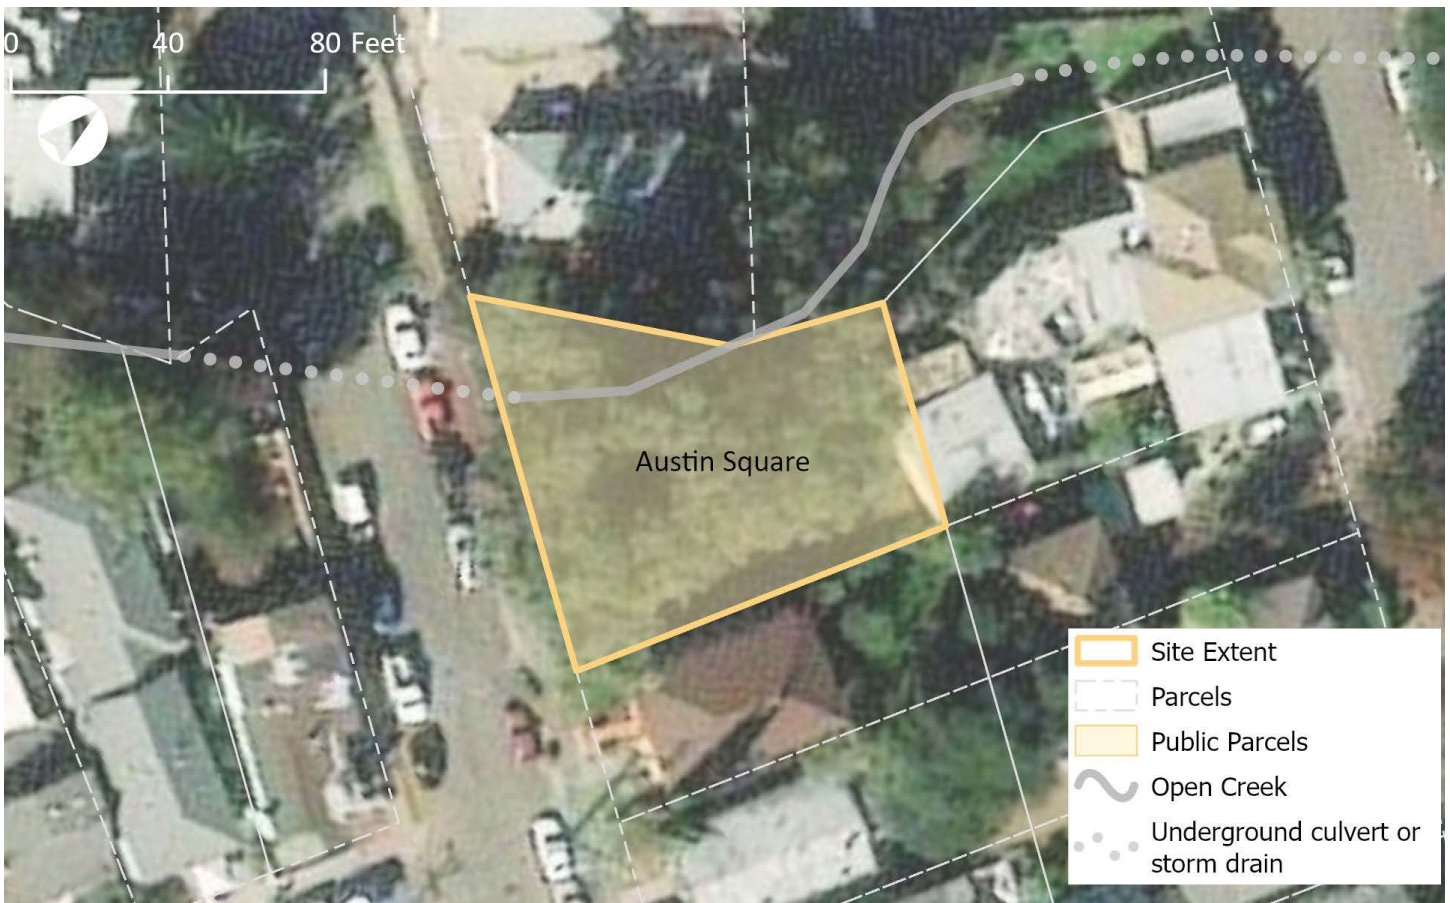 0 40 80 Feet
Austin Square
Site Extent
Parcels
Public Parcels
Open Creek
Underground culvert or
storm drain